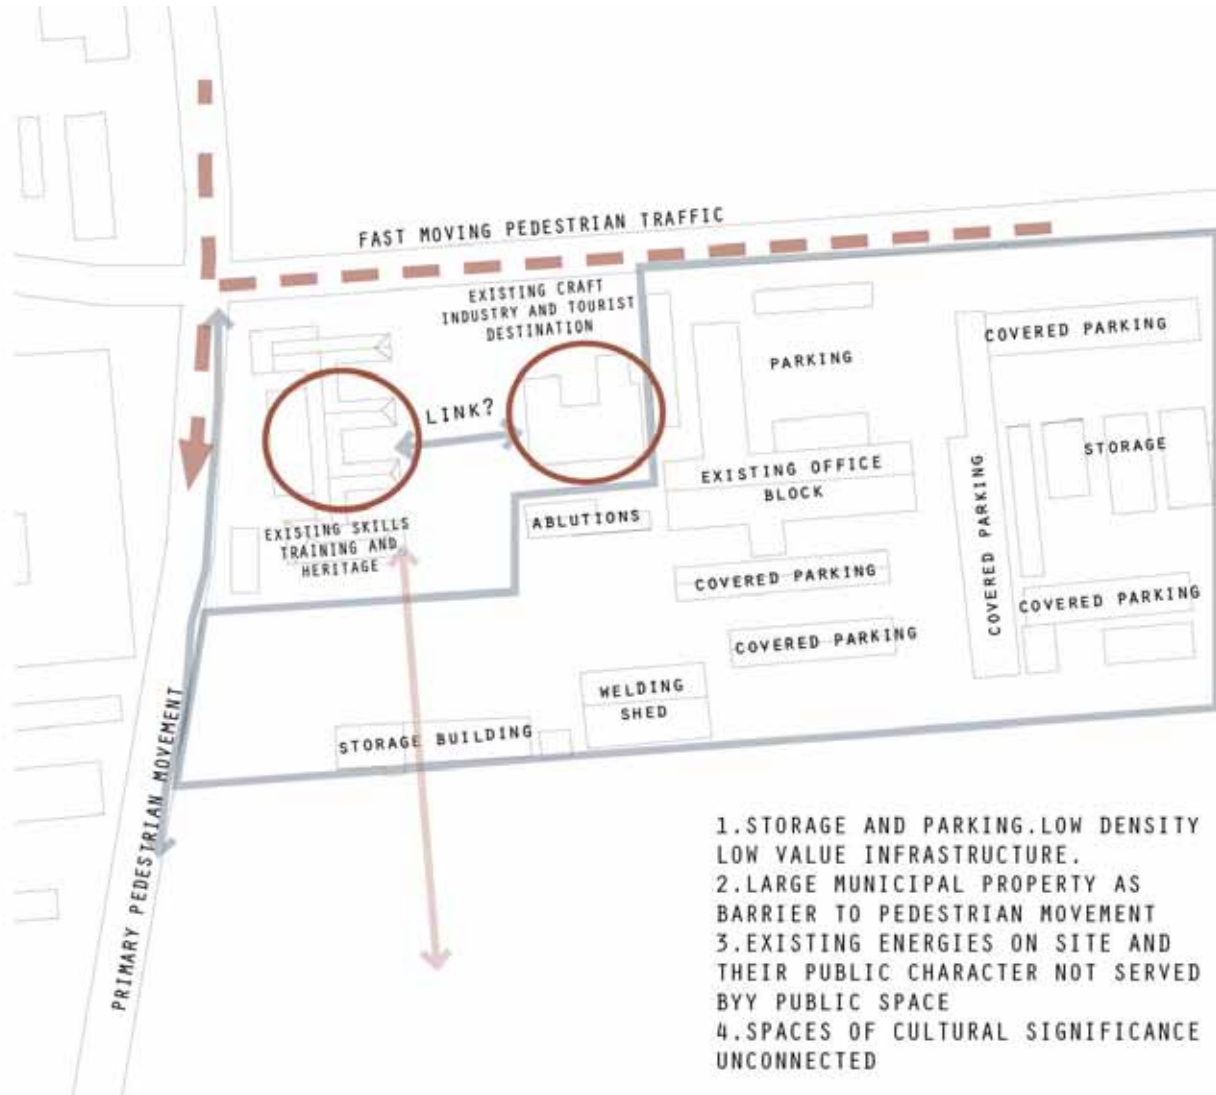 FAST MOVING PEDESTRIAN TRAFFIC
EXISTING CRAFT
INDUSTRY AND TOURIST
DESTINATION
COVERED PARKING
PARKING
LINK?
STORAGE
EXISTING OFFICE
BLOCK
COVERED PARKING
ABLUTIONS
EXISTING SKILLS
TRAINING AND
HERITAGE
COVERED PARKING
COVERED PARKING
COVERED PARKING
WELDING
SHED
STORAGE BUILDING
PRIMARY PEDESTRIAN MOVEMENT
1.STORAGE AND PARKING.LOW DENSITY
LOW VALUE INFRASTRUCTURE.
2.LARGE MUNICIPAL PROPERTY AS
BARRIER TO PEDESTRIAN MOVEMENT
3.EXISTING ENERGIES ON SITE AND
THEIR PUBLIC CHARACTER NOT SERVED
BYY PUBLIC SPACE
4.SPACES OF CULTURAL SIGNIFICANCE
UNCONNECTED